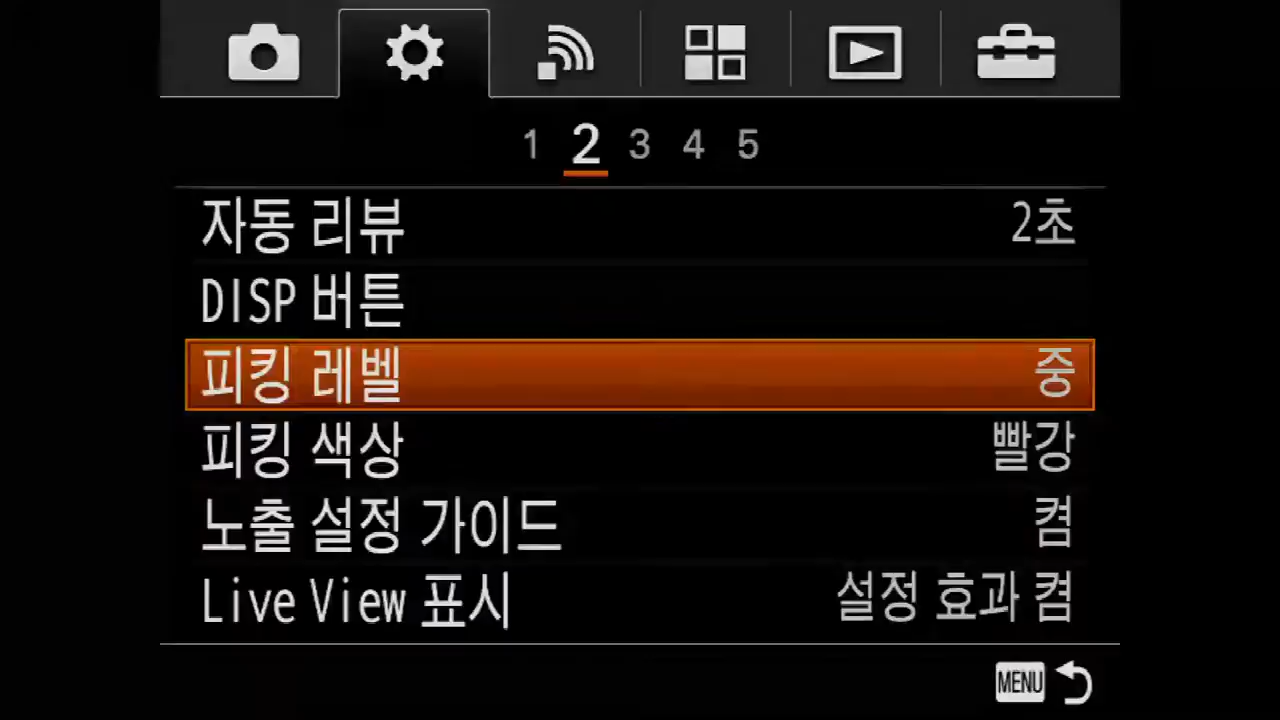 1 2 3 4 5
자동 리뷰 2초
DISP 버튼
피킹 레벨 중
피킹 색상 빨강
노출 설정 가이드 켬
Live View 표시 설정 효과 켬
MENU